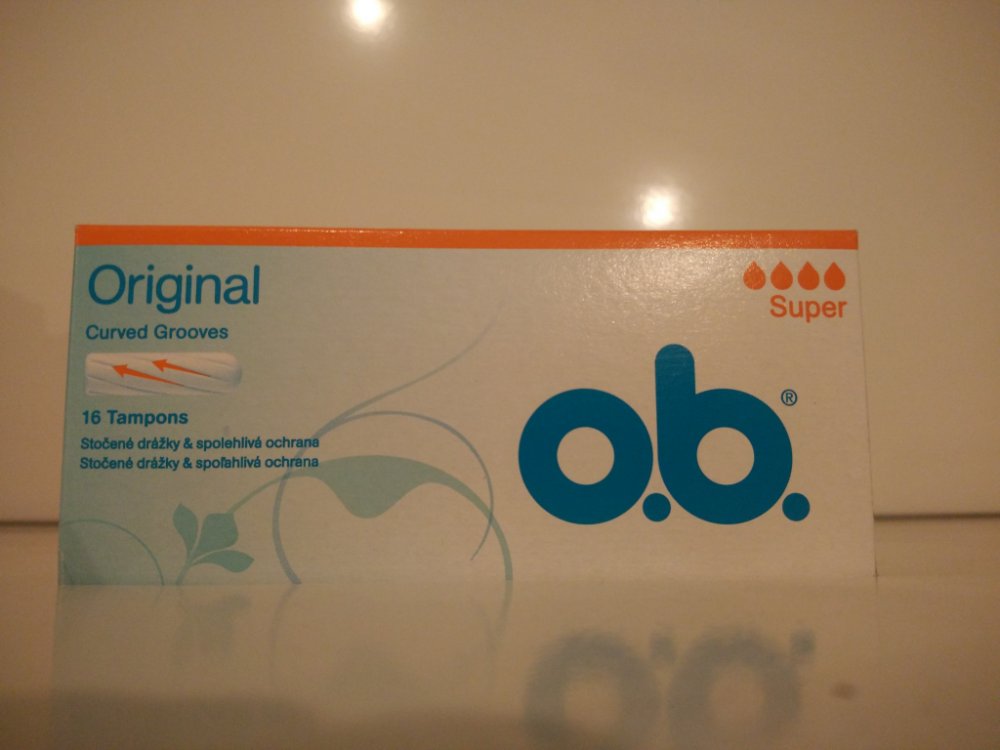 Original
Curved Grooves
16 Tampons
Stočené drážky & spolehlivá ochrana
Stočené drážky & spoľahlivá ochrana
Super
o.b.®